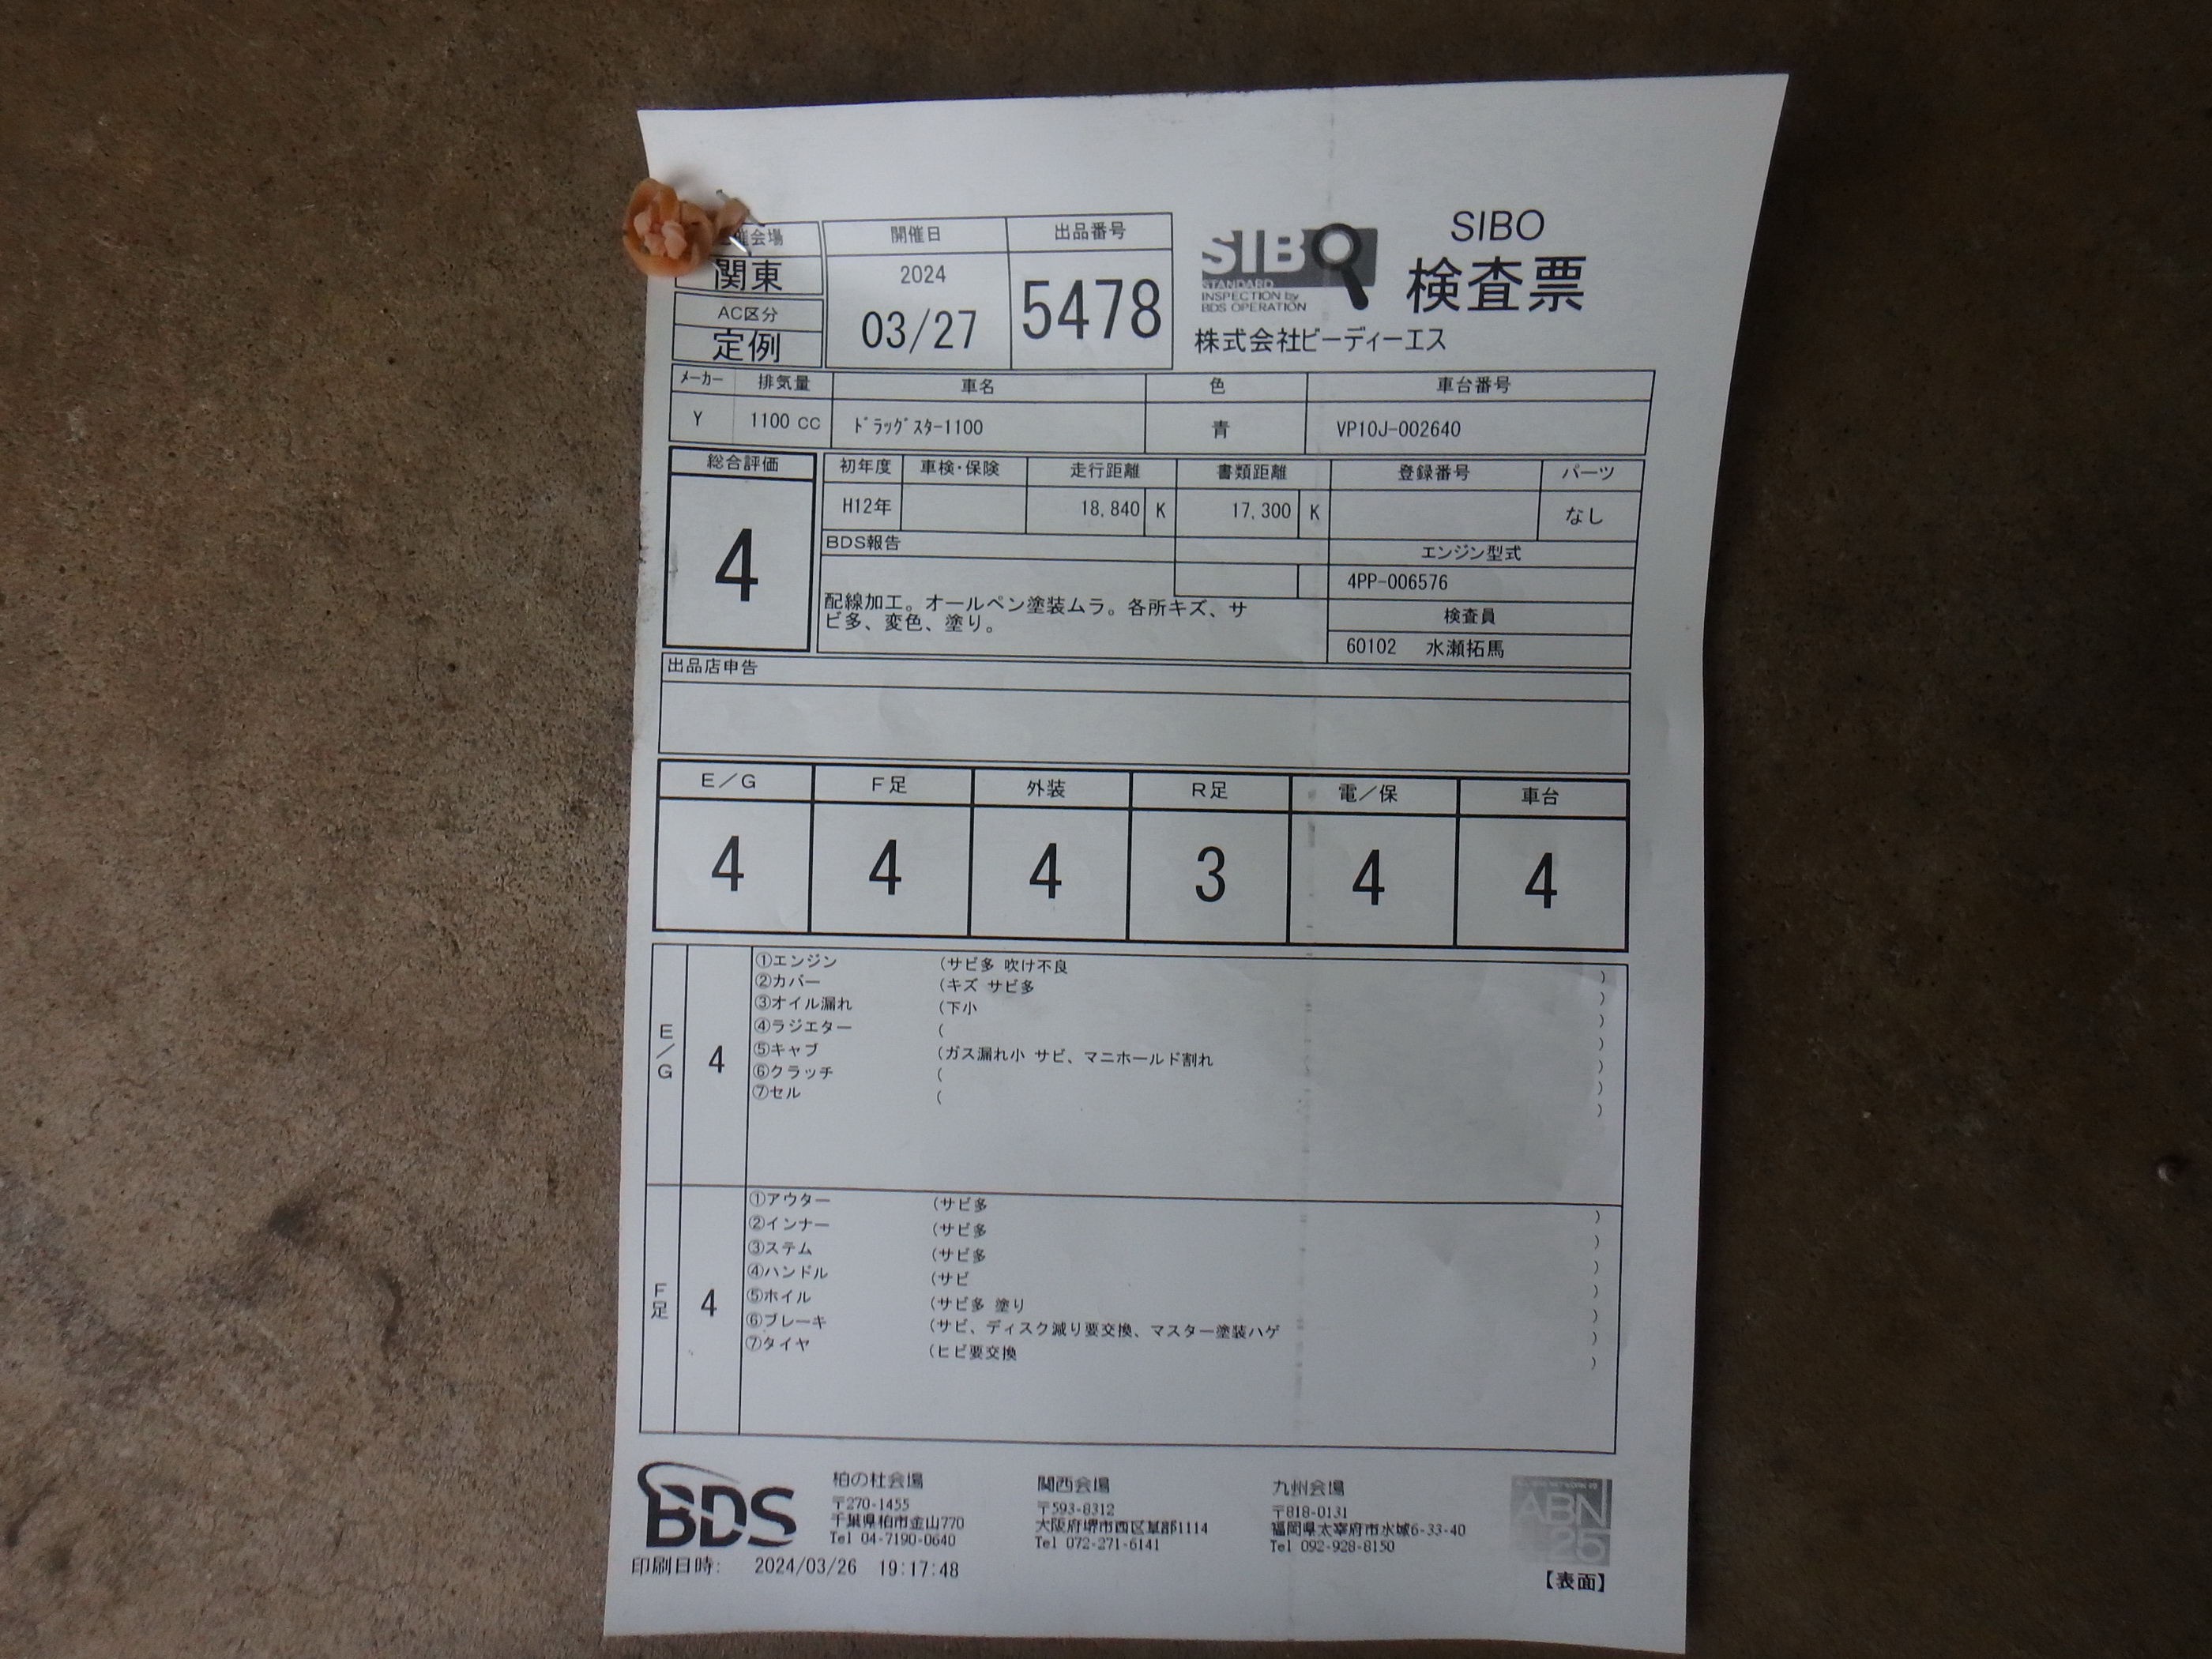 催会場
関東
AC区分
定例
開催日
2024
03/27
出品番号
5478
SIBO
STANDARD
INSPECTION by
BDS OPERATION
SIBO
検査票
株式会社ビーディーエス
ﾒｰｶｰ 排気量 車名 色 車台番号
Y 1100 cc ﾄﾞﾗｯｸﾞｽﾀｰ1100 青 VP10J-002640
総合評価
4
初年度 車検・保険 走行距離 書類距離 登録番号 パーツ
H12年 18,840 K 17,300 K なし
BDS報告
配線加工。オールペン塗装ムラ。各所キズ、サ
ビ多、変色、塗り。
エンジン型式
4PP-006576
検査員
60102 水瀬拓馬
出品店申告
E/G F足 外装 R足 電/保 車台
4 4 4 3 4 4
E/G
4
①エンジン (サビ多 吹け不良 )
②カバー (キズ サビ多 )
③オイル漏れ (下小 )
④ラジエター ( )
⑤キャブ (ガス漏れ小 サビ、マニホールド割れ )
⑥クラッチ ( )
⑦セル ( )
F足
4
①アウター (サビ多 )
②インナー (サビ多 )
③ステム (サビ多 )
④ハンドル (サビ )
⑤ホイル (サビ多 塗り )
⑥ブレーキ (サビ、ディスク減り要交換、マスター塗装ハゲ )
⑦タイヤ (ヒビ要交換 )
BDS
柏の杜会場
〒270-1455
千葉県柏市金山770
Tel 04-7190-0640
関西会場
〒593-8312
大阪府堺市西区草部1114
Tel 072-271-6141
九州会場
〒818-0131
福岡県太宰府市水城6-33-40
Tel 092-928-8150
ABN
25
印刷日時: 2024/03/26 19:17:48
【表面】